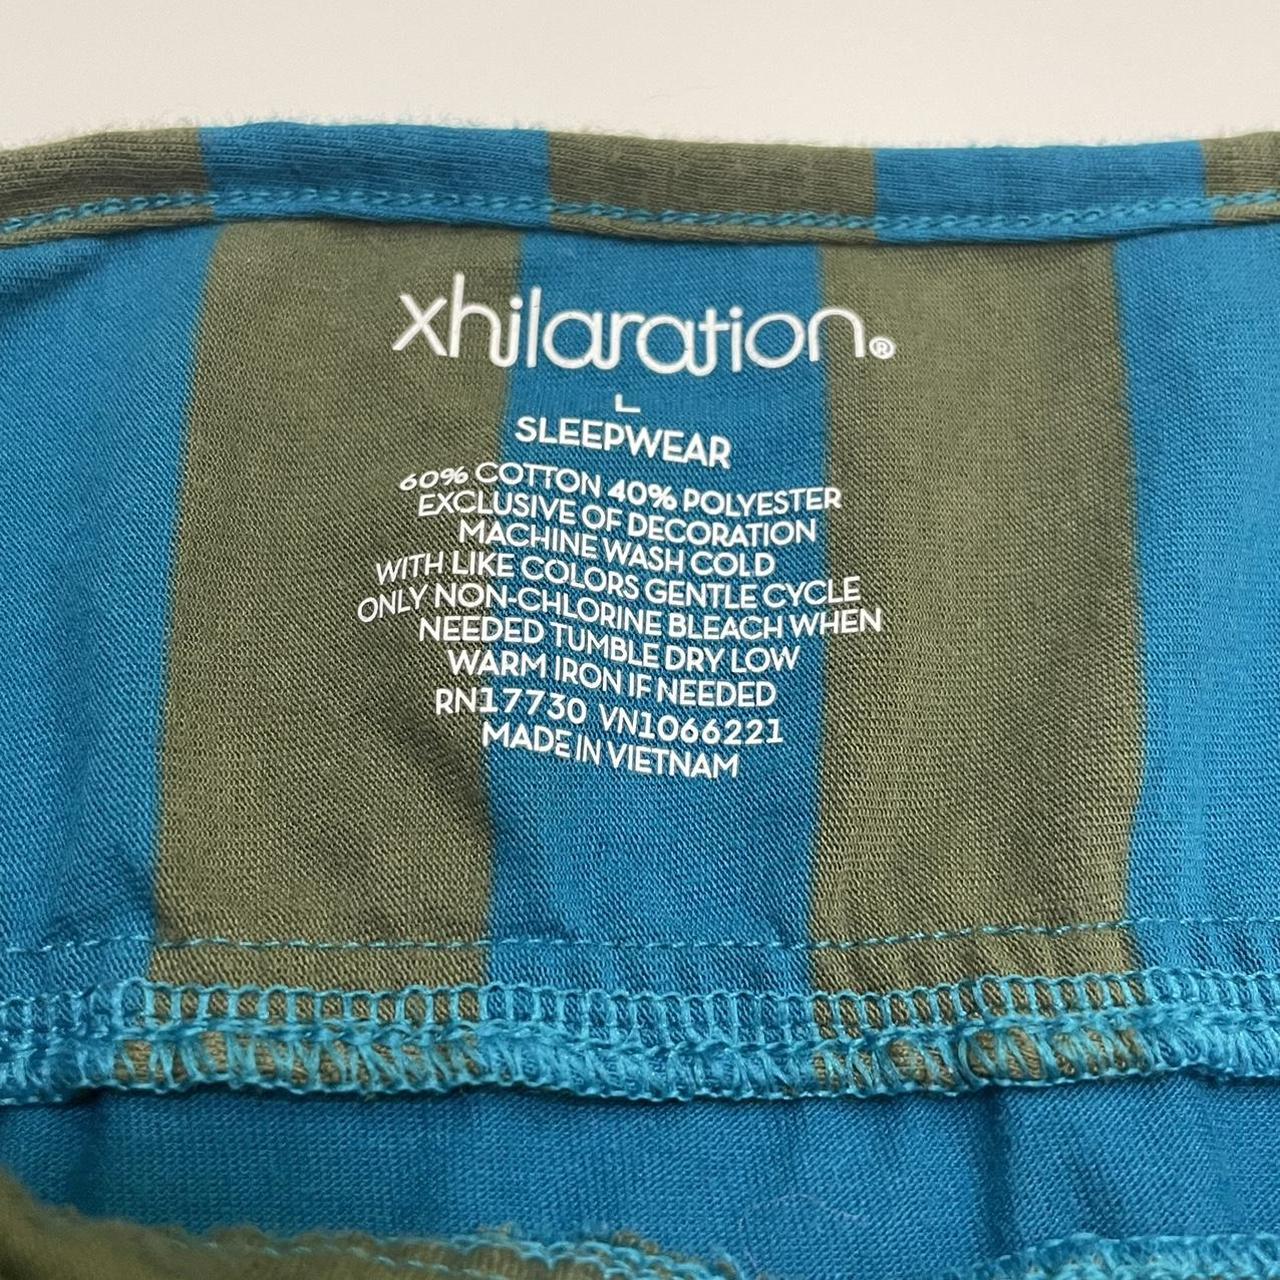 xhilaration®
L
SLEEPWEAR
60% COTTON 40% POLYESTER
EXCLUSIVE OF DECORATION
MACHINE WASH COLD
WITH LIKE COLORS GENTLE CYCLE
ONLY NON-CHLORINE BLEACH WHEN
NEEDED TUMBLE DRY LOW
WARM IRON IF NEEDED
RN17730 VN1066221
MADE IN VIETNAM